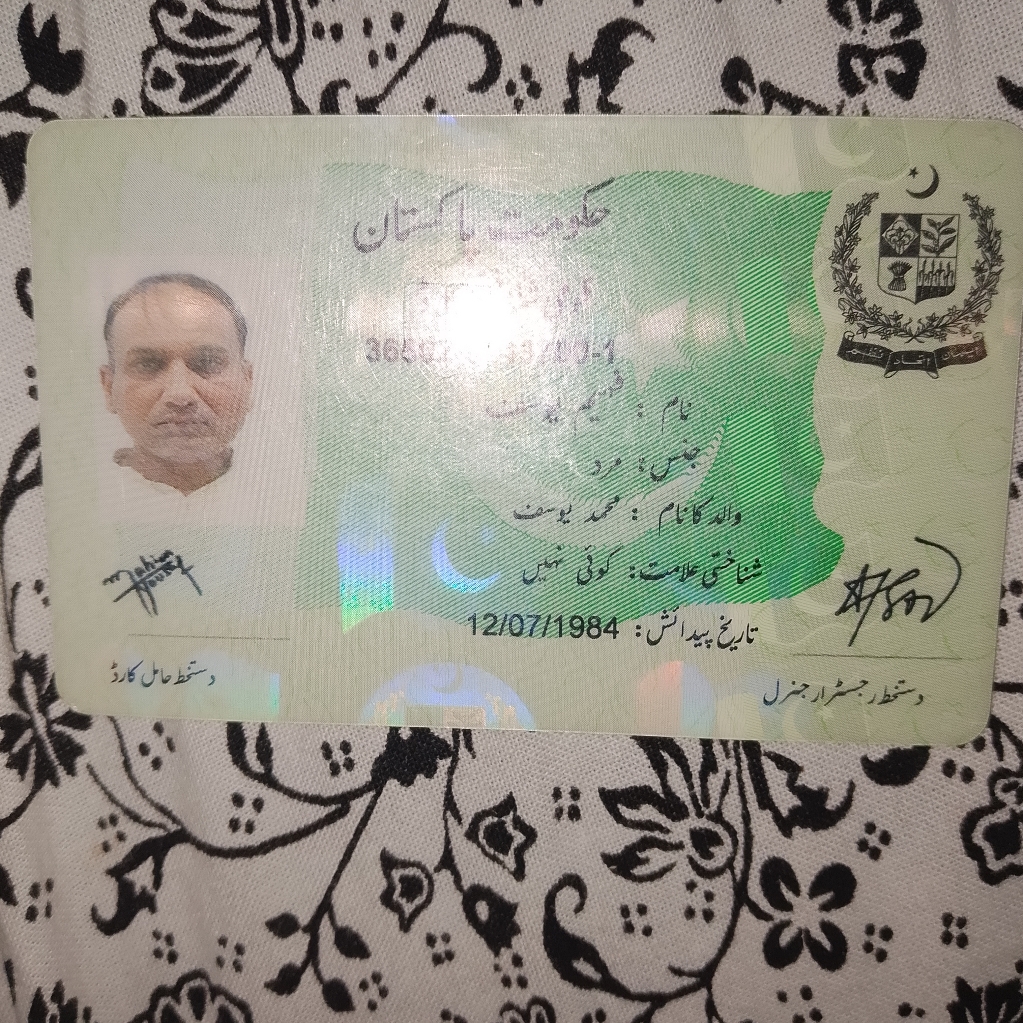 حکومت پاکستان
نام : فہیم یوسف
جنس : مرد
والد کا نام : محمد یوسف
شناختی علامت: کوئی نہیں
تاریخ پیدائش: 12/07/1984
دستخط حامل کارڈ
دستخط رجسٹرار جنرل